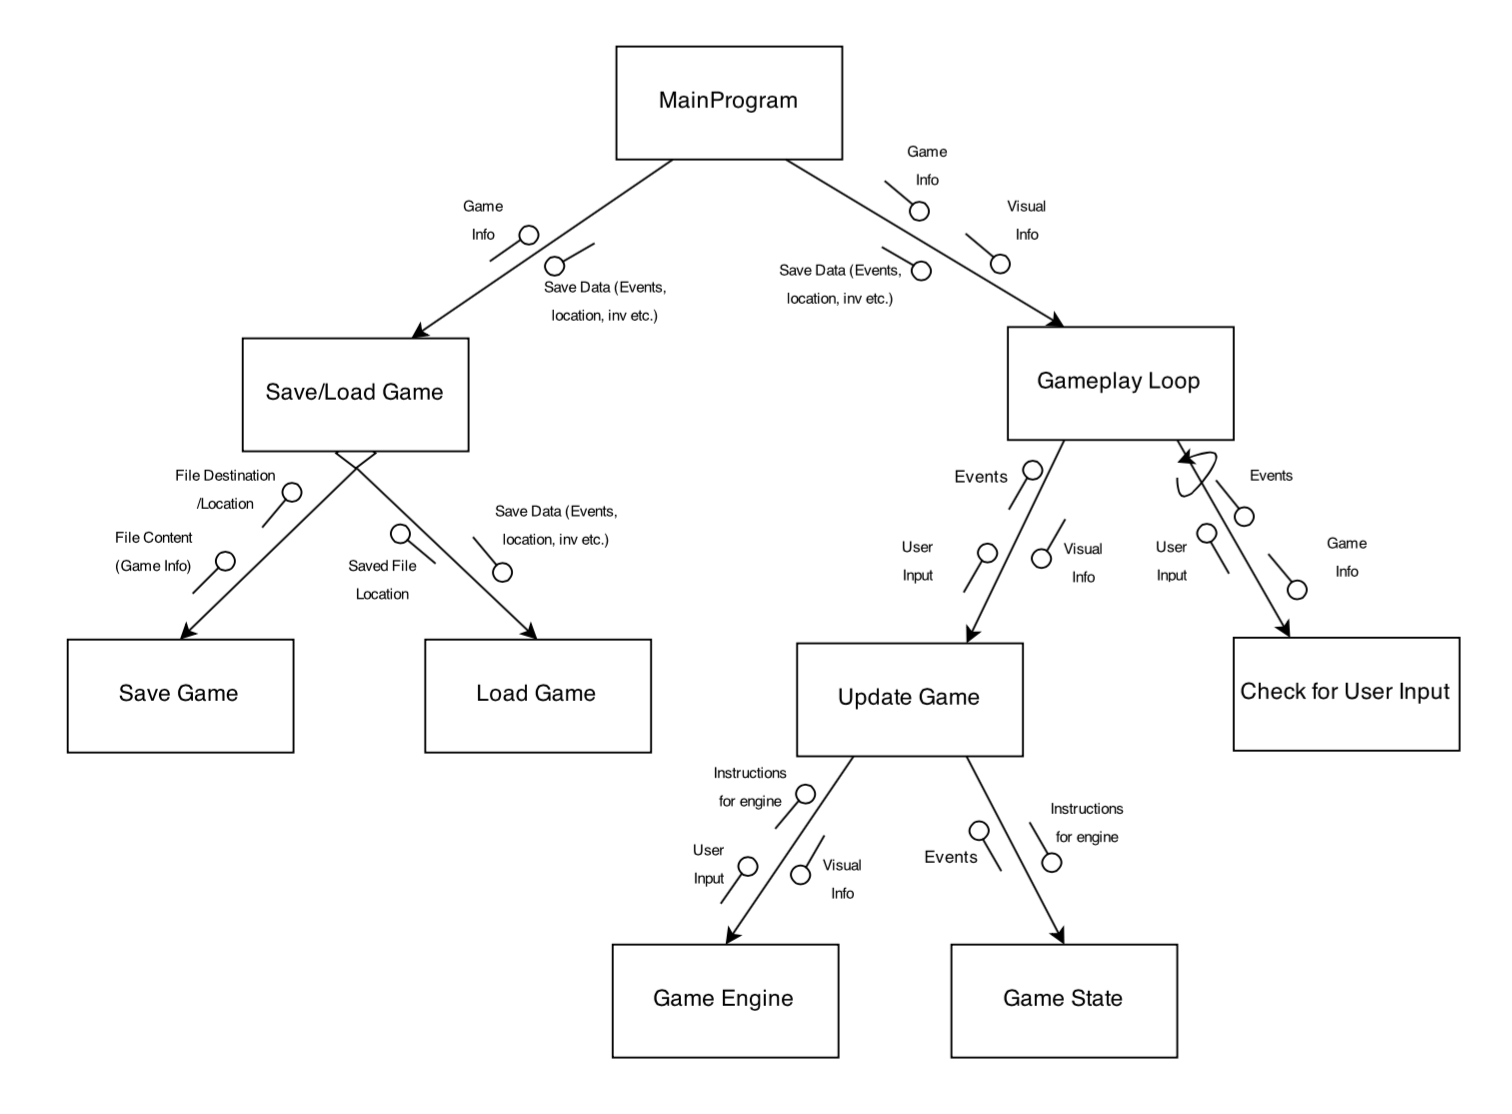 MainProgram
Game
Info
Visual
Info
Game
Info
Save Data (Events,
location, inv etc.)
Save Data (Events,
location, inv etc.)
Save/Load Game
Gameplay Loop
File Destination
/Location
File Content
(Game Info)
Saved File
Location
Save Data (Events,
location, inv etc.)
Events
User
Input
Visual
Info
Events
User
Input
Game
Info
Save Game
Load Game
Update Game
Check for User Input
Instructions
for engine
User
Input
Visual
Info
Events
Instructions
for engine
Game Engine
Game State